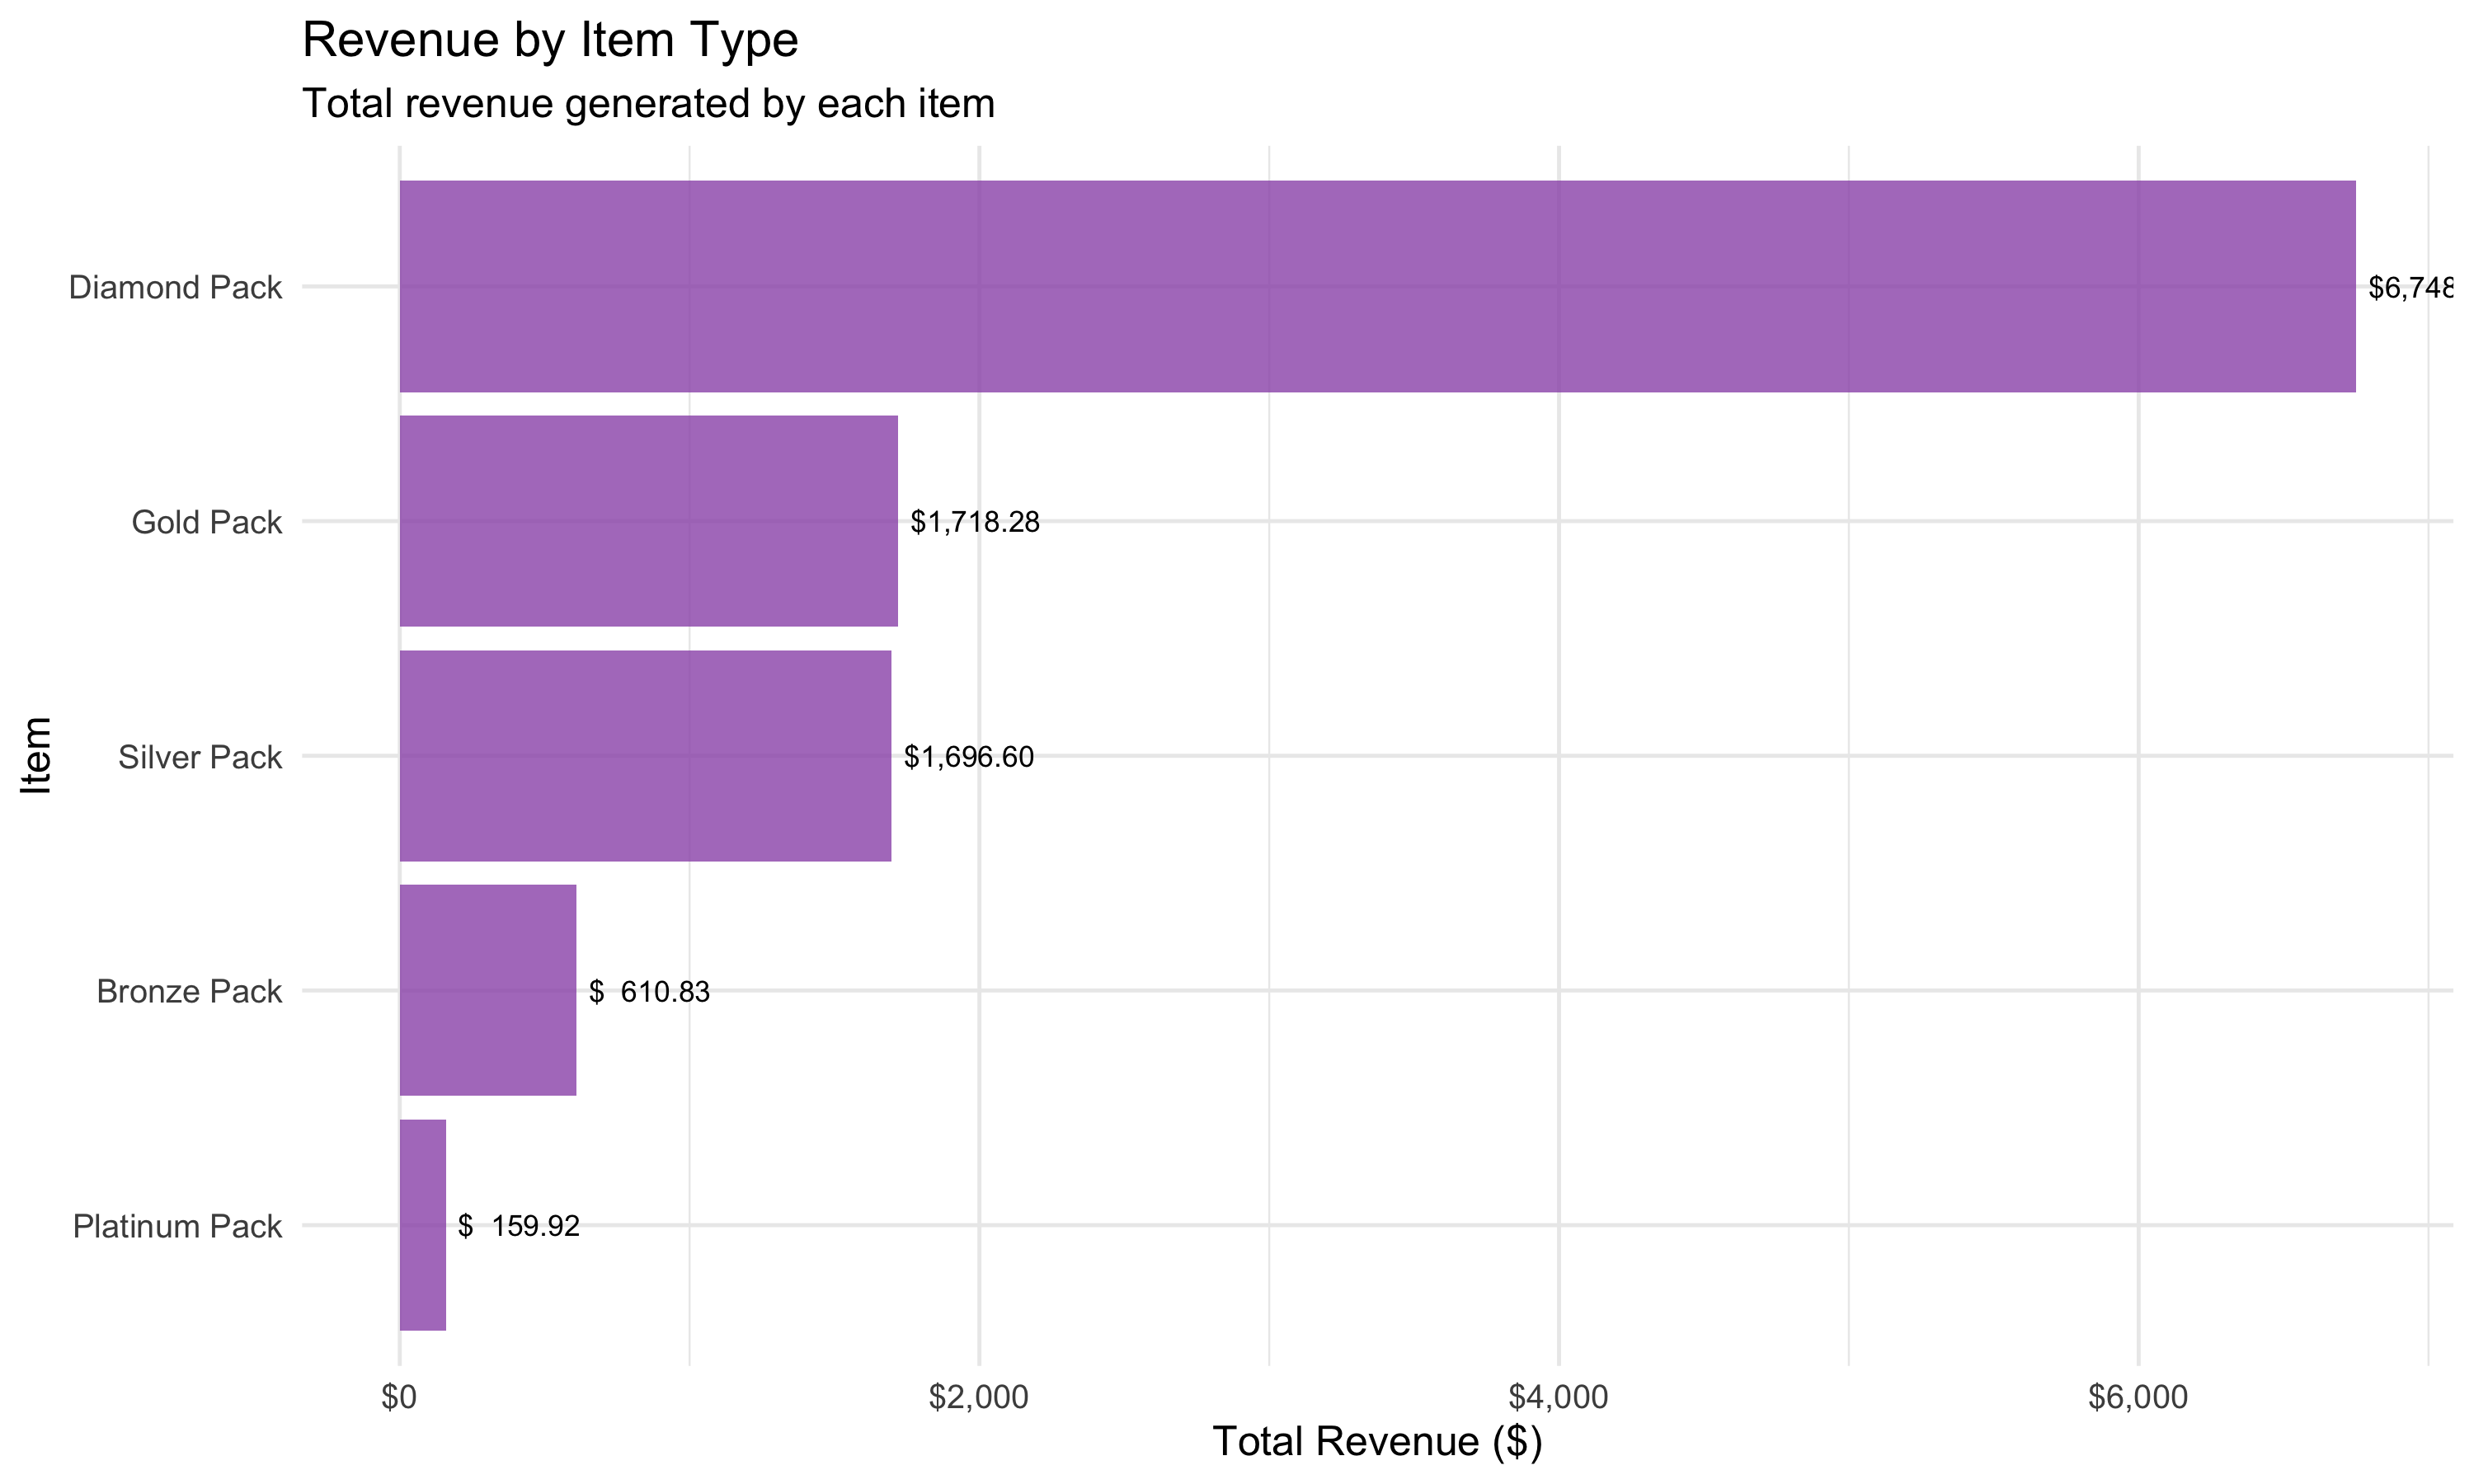 Revenue by Item Type
Total revenue generated by each item
Diamond Pack
$6,748
Gold Pack
$1,718.28
Silver Pack
$1,696.60
Bronze Pack
$  610.83
Platinum Pack
$  159.92
Item
$0
$2,000
$4,000
$6,000
Total Revenue ($)